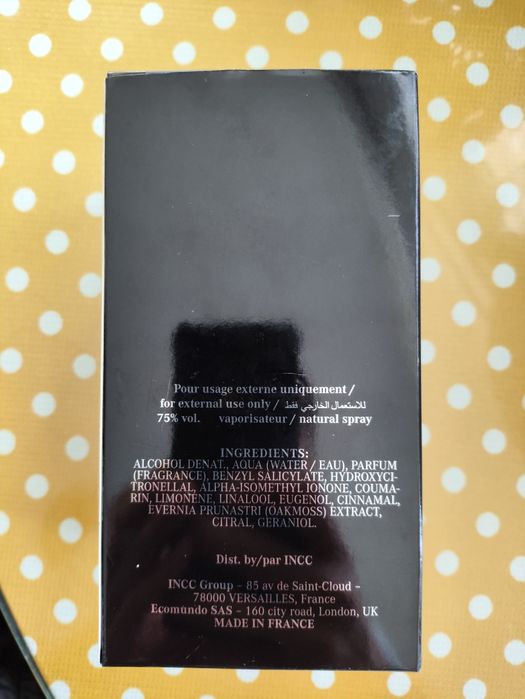 Pour usage externe uniquement /
for external use only / للاستعمال الخارجي فقط
75% vol. vaporisateur / natural spray
INGREDIENTS:
ALCOHOL DENAT., AQUA (WATER / EAU), PARFUM
(FRAGRANCE), BENZYL SALICYLATE, HYDROXYCI-
TRONELLAL, ALPHA-ISOMETHYL IONONE, COUMA-
RIN, LIMONENE, LINALOOL, EUGENOL, CINNAMAL,
EVERNIA PRUNASTRI (OAKMOSS) EXTRACT,
CITRAL, GERANIOL.
Dist. by/par INCC
INCC Group – 85 av de Saint-Cloud –
78000 VERSAILLES, France
Ecomundo SAS – 160 city road, London, UK
MADE IN FRANCE